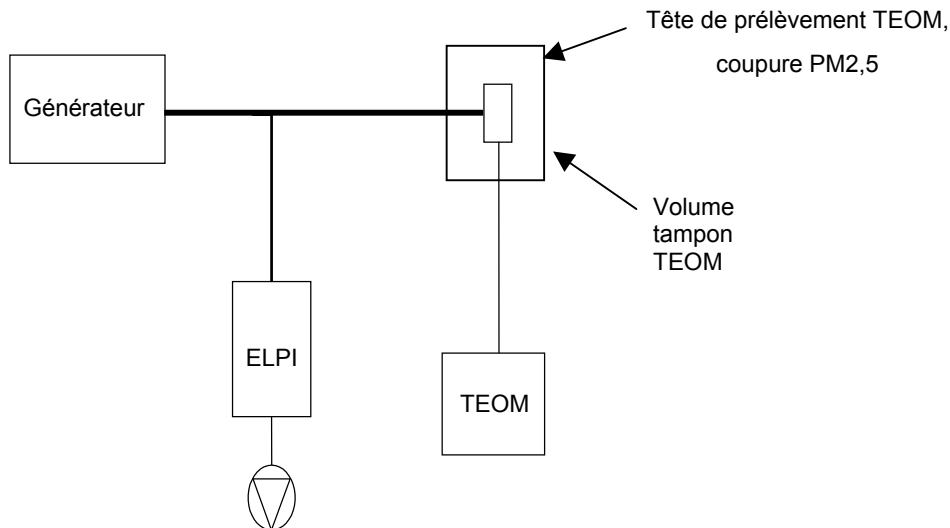 Tête de prélèvement TEOM,
coupure PM2,5
Générateur
Volume
tampon
TEOM
ELPI
TEOM